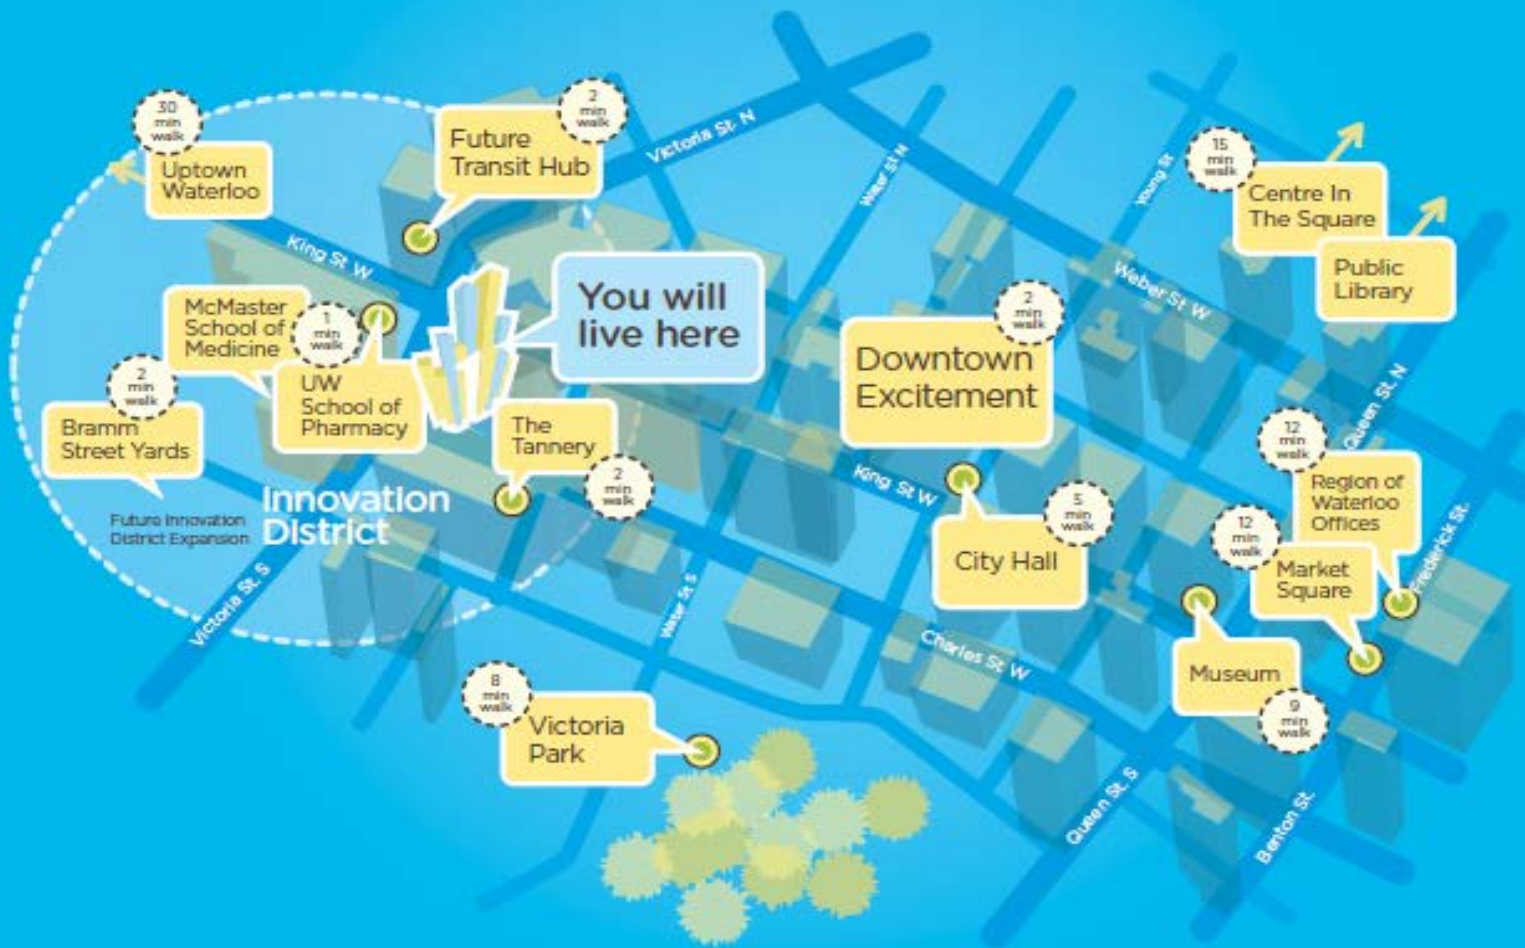 30
min
walk
Uptown
Waterloo
2
min
walk
Future
Transit Hub
Victoria St. N
Water St N
Young St
15
min
walk
Centre In
The Square
Public
Library
King St. W
You will
live here
McMaster
School of
Medicine
1
min
walk
UW
School of
Pharmacy
2
min
walk
Bramm
Street Yards
The
Tannery
2
min
walk
Innovation
District
Future Innovation
District Expansion
Victoria St. S
Water St. S
2
min
walk
Downtown
Excitement
Weber St. W
Queen St. N
King St W
5
min
walk
City Hall
12
min
walk
Region of
Waterloo
Offices
12
min
walk
Market
Square
Frederick St.
Charles St. W
Museum
9
min
walk
8
min
walk
Victoria
Park
Queen St. S
Benton St.